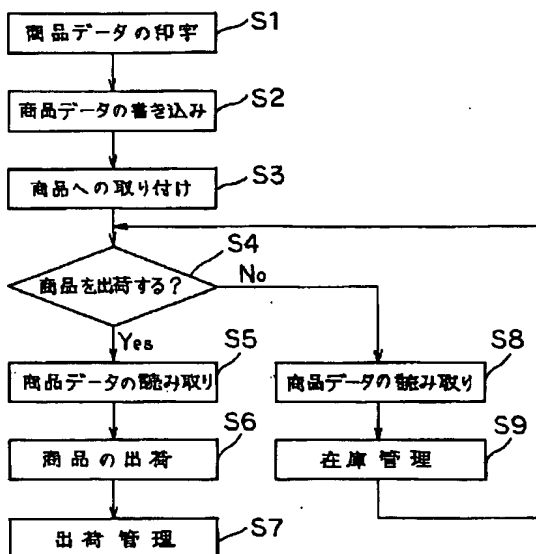 商品データの印字 S1
商品データの書き込み S2
商品への取り付け S3
商品を出荷する? S4
No
Yes
商品データの読み取り S5
商品データの読み取り S8
商品の出荷 S6
在庫管理 S9
出荷管理 S7